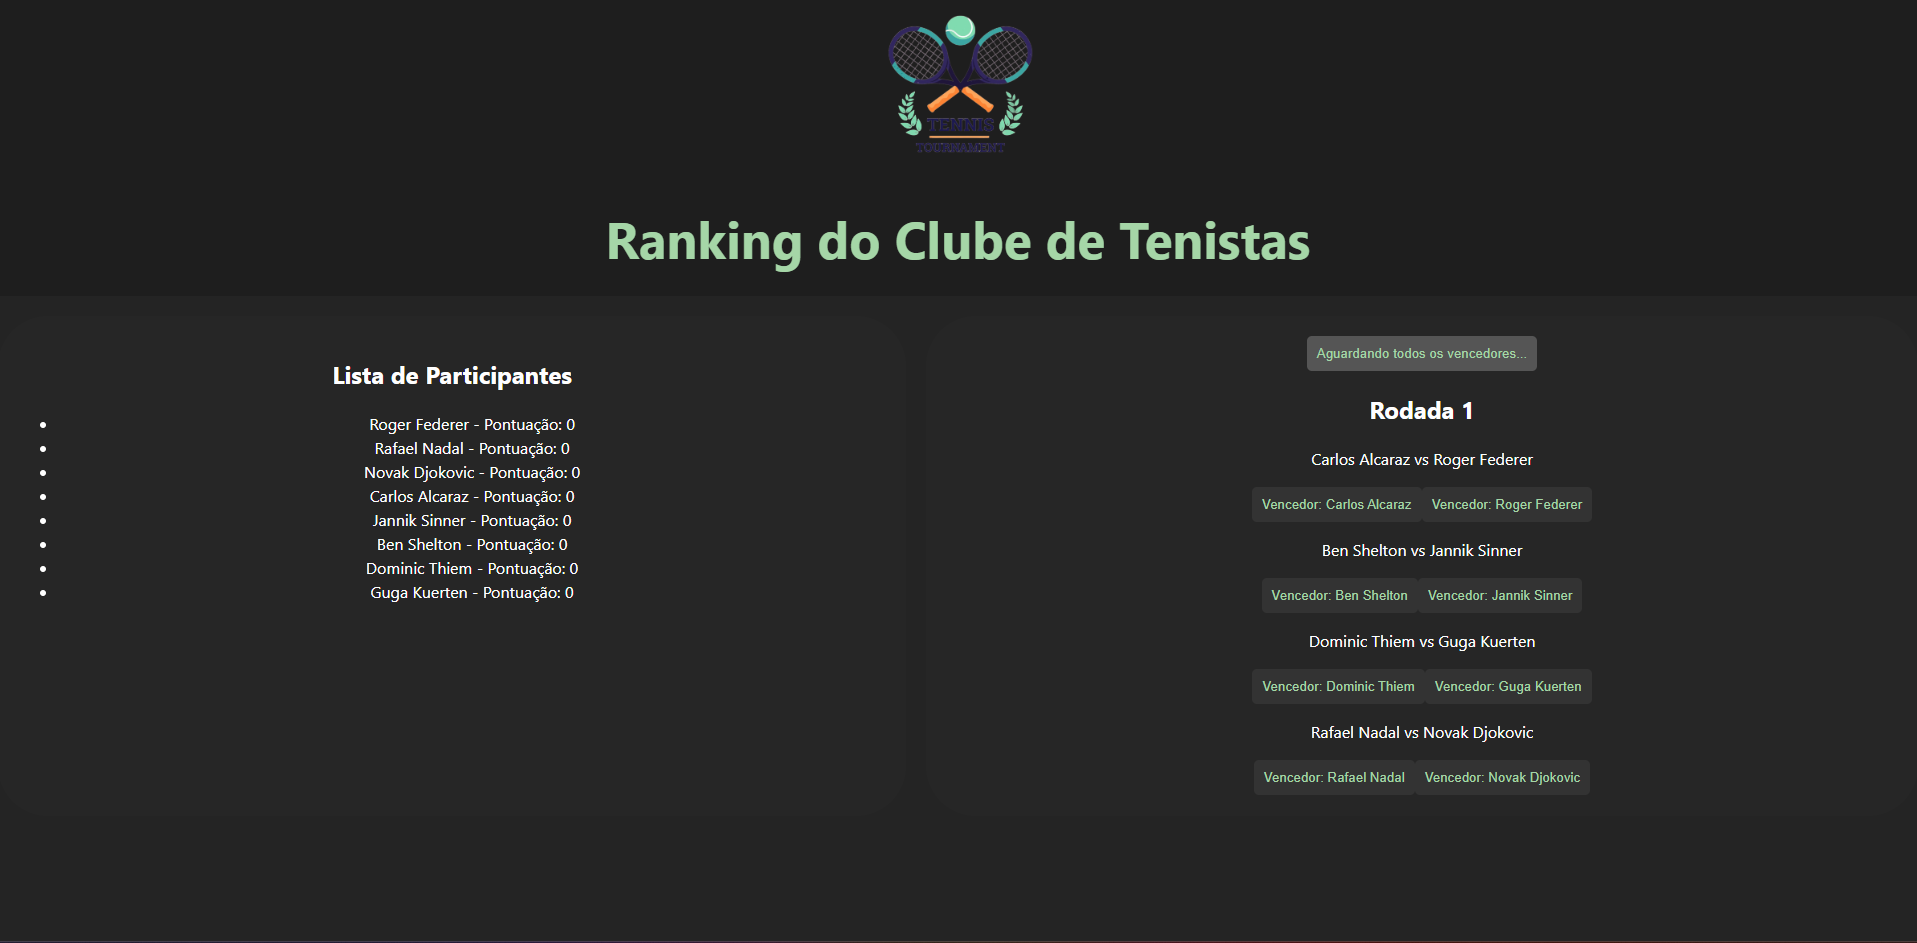 TENNIS
TOURNAMENT
Ranking do Clube de Tenistas
Lista de Participantes
Roger Federer - Pontuação: 0
Rafael Nadal - Pontuação: 0
Novak Djokovic - Pontuação: 0
Carlos Alcaraz - Pontuação: 0
Jannik Sinner - Pontuação: 0
Ben Shelton - Pontuação: 0
Dominic Thiem - Pontuação: 0
Guga Kuerten - Pontuação: 0
Aguardando todos os vencedores...
Rodada 1
Carlos Alcaraz vs Roger Federer
Vencedor: Carlos Alcaraz Vencedor: Roger Federer
Ben Shelton vs Jannik Sinner
Vencedor: Ben Shelton Vencedor: Jannik Sinner
Dominic Thiem vs Guga Kuerten
Vencedor: Dominic Thiem Vencedor: Guga Kuerten
Rafael Nadal vs Novak Djokovic
Vencedor: Rafael Nadal Vencedor: Novak Djokovic